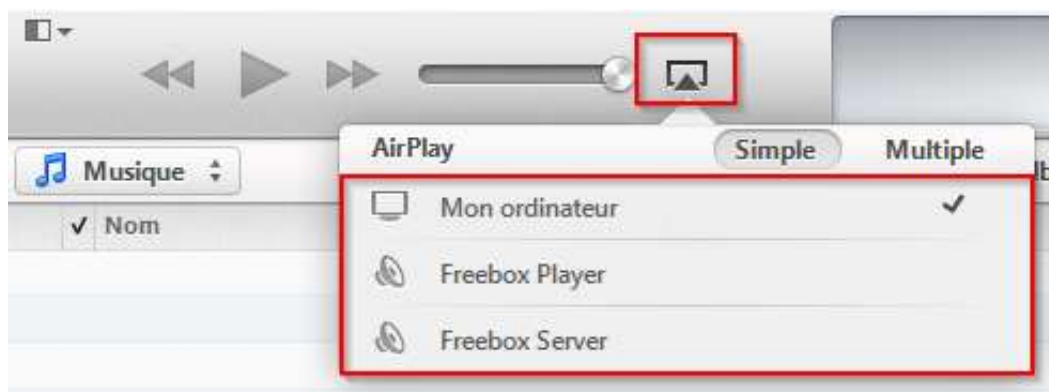 AirPlay Simple Multiple
Musique
Mon ordinateur
Nom
Freebox Player
Freebox Server